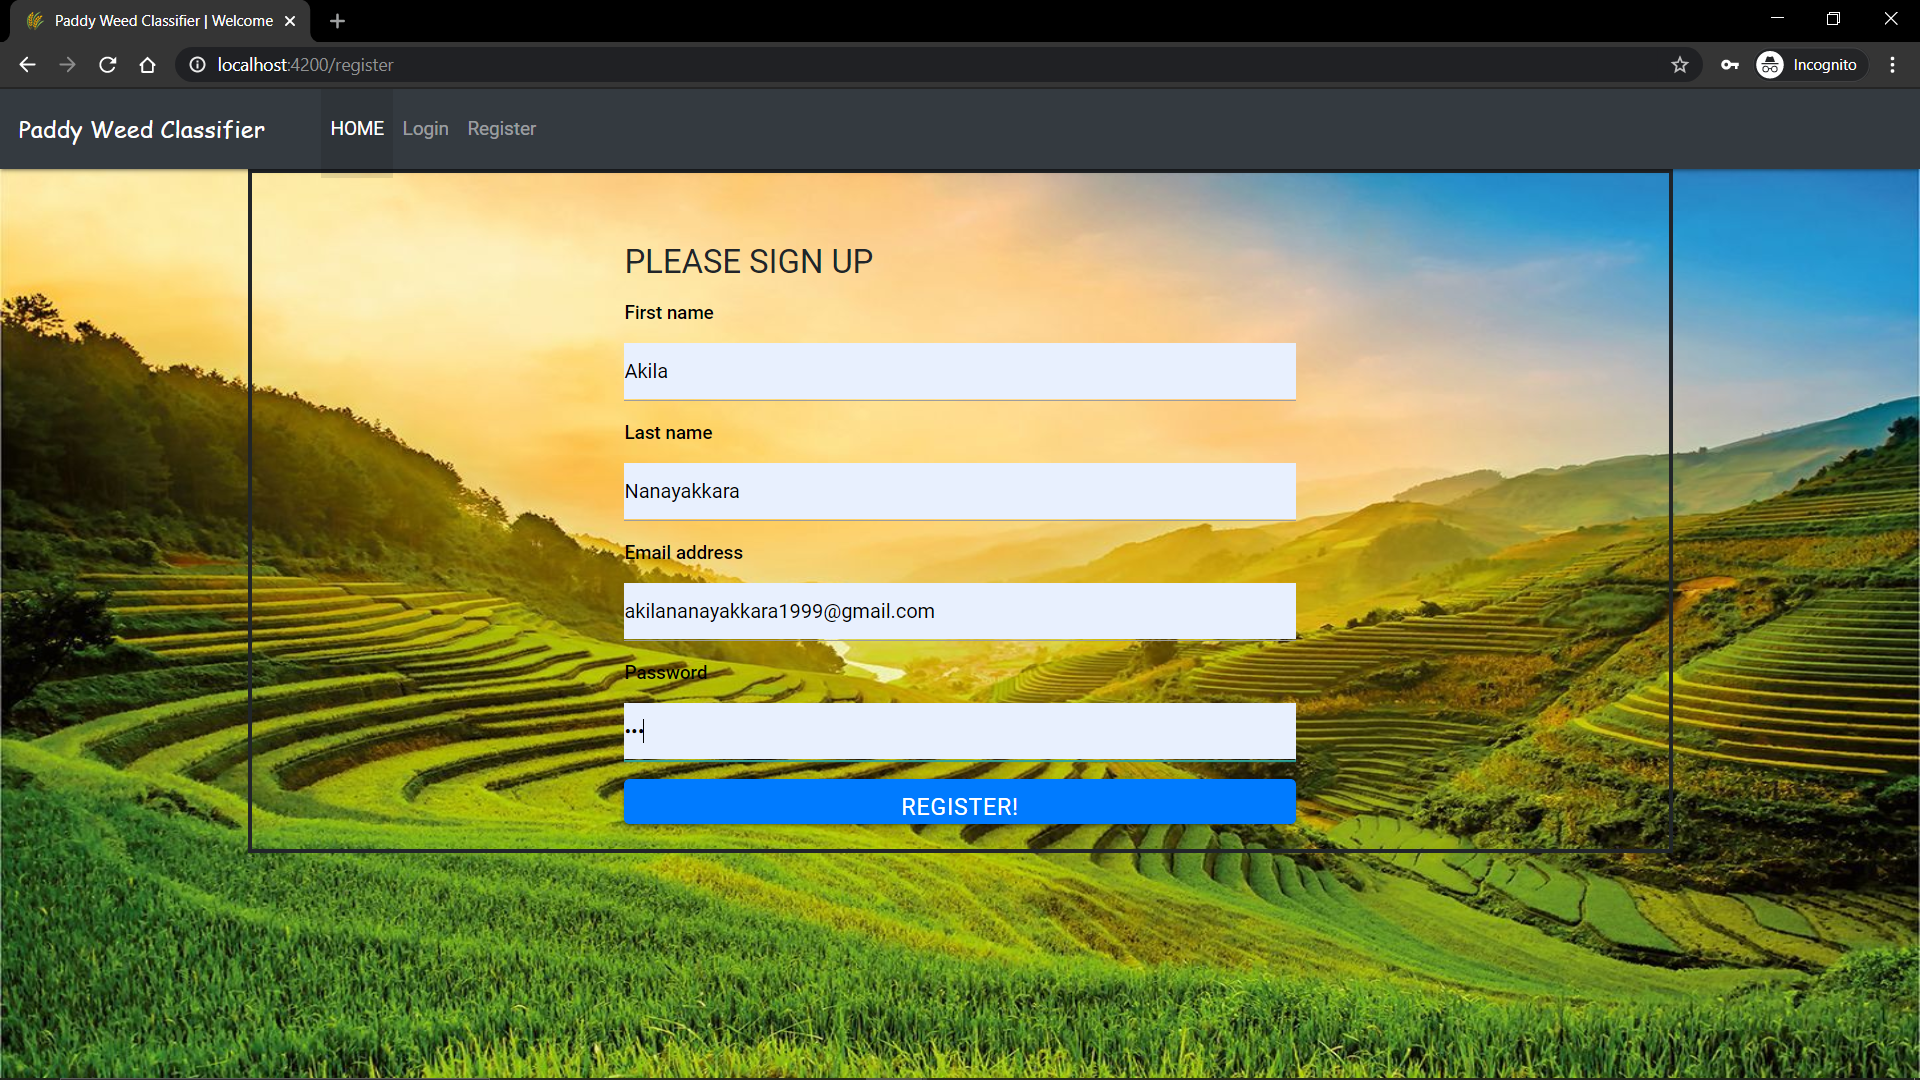 Paddy Weed Classifier | Welcome
localhost:4200/register
Incognito
Paddy Weed Classifier HOME Login Register
PLEASE SIGN UP
First name
Akila
Last name
Nanayakkara
Email address
akilananayakkara1999@gmail.com
Password
•••
REGISTER!